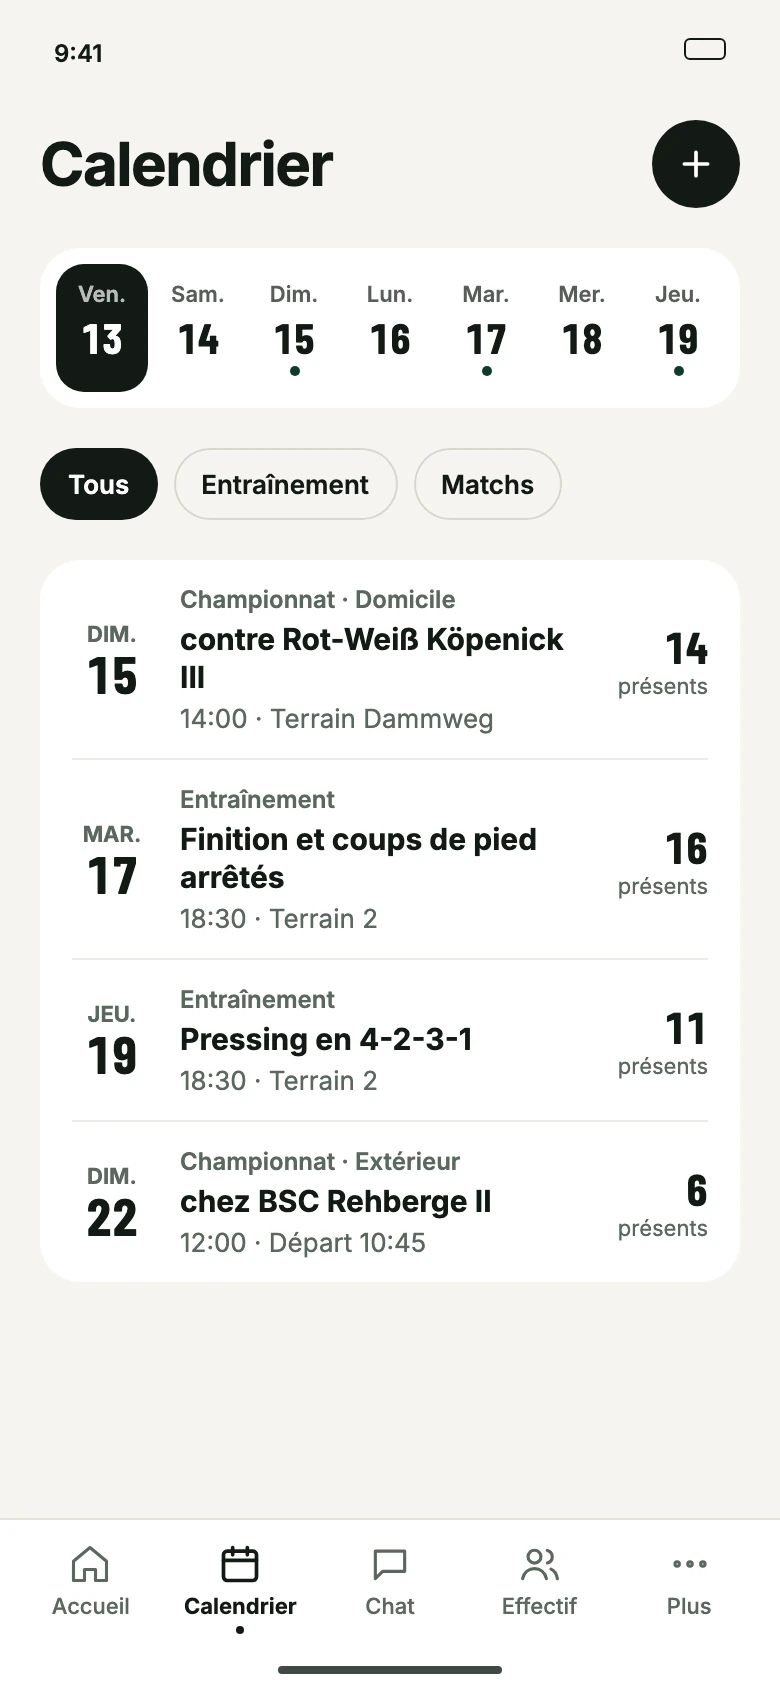 9:41
Calendrier
Ven. Sam. Dim. Lun. Mar. Mer. Jeu.
13 14 15 16 17 18 19
Tous Entraînement Matchs
DIM.
15
Championnat · Domicile
contre Rot-Weiß Köpenick
III
14:00 · Terrain Dammweg
14
présents
MAR.
17
Entraînement
Finition et coups de pied
arrêtés
18:30 · Terrain 2
16
présents
JEU.
19
Entraînement
Pressing en 4-2-3-1
18:30 · Terrain 2
11
présents
DIM.
22
Championnat · Extérieur
chez BSC Rehberge II
12:00 · Départ 10:45
6
présents
Accueil Calendrier Chat Effectif Plus